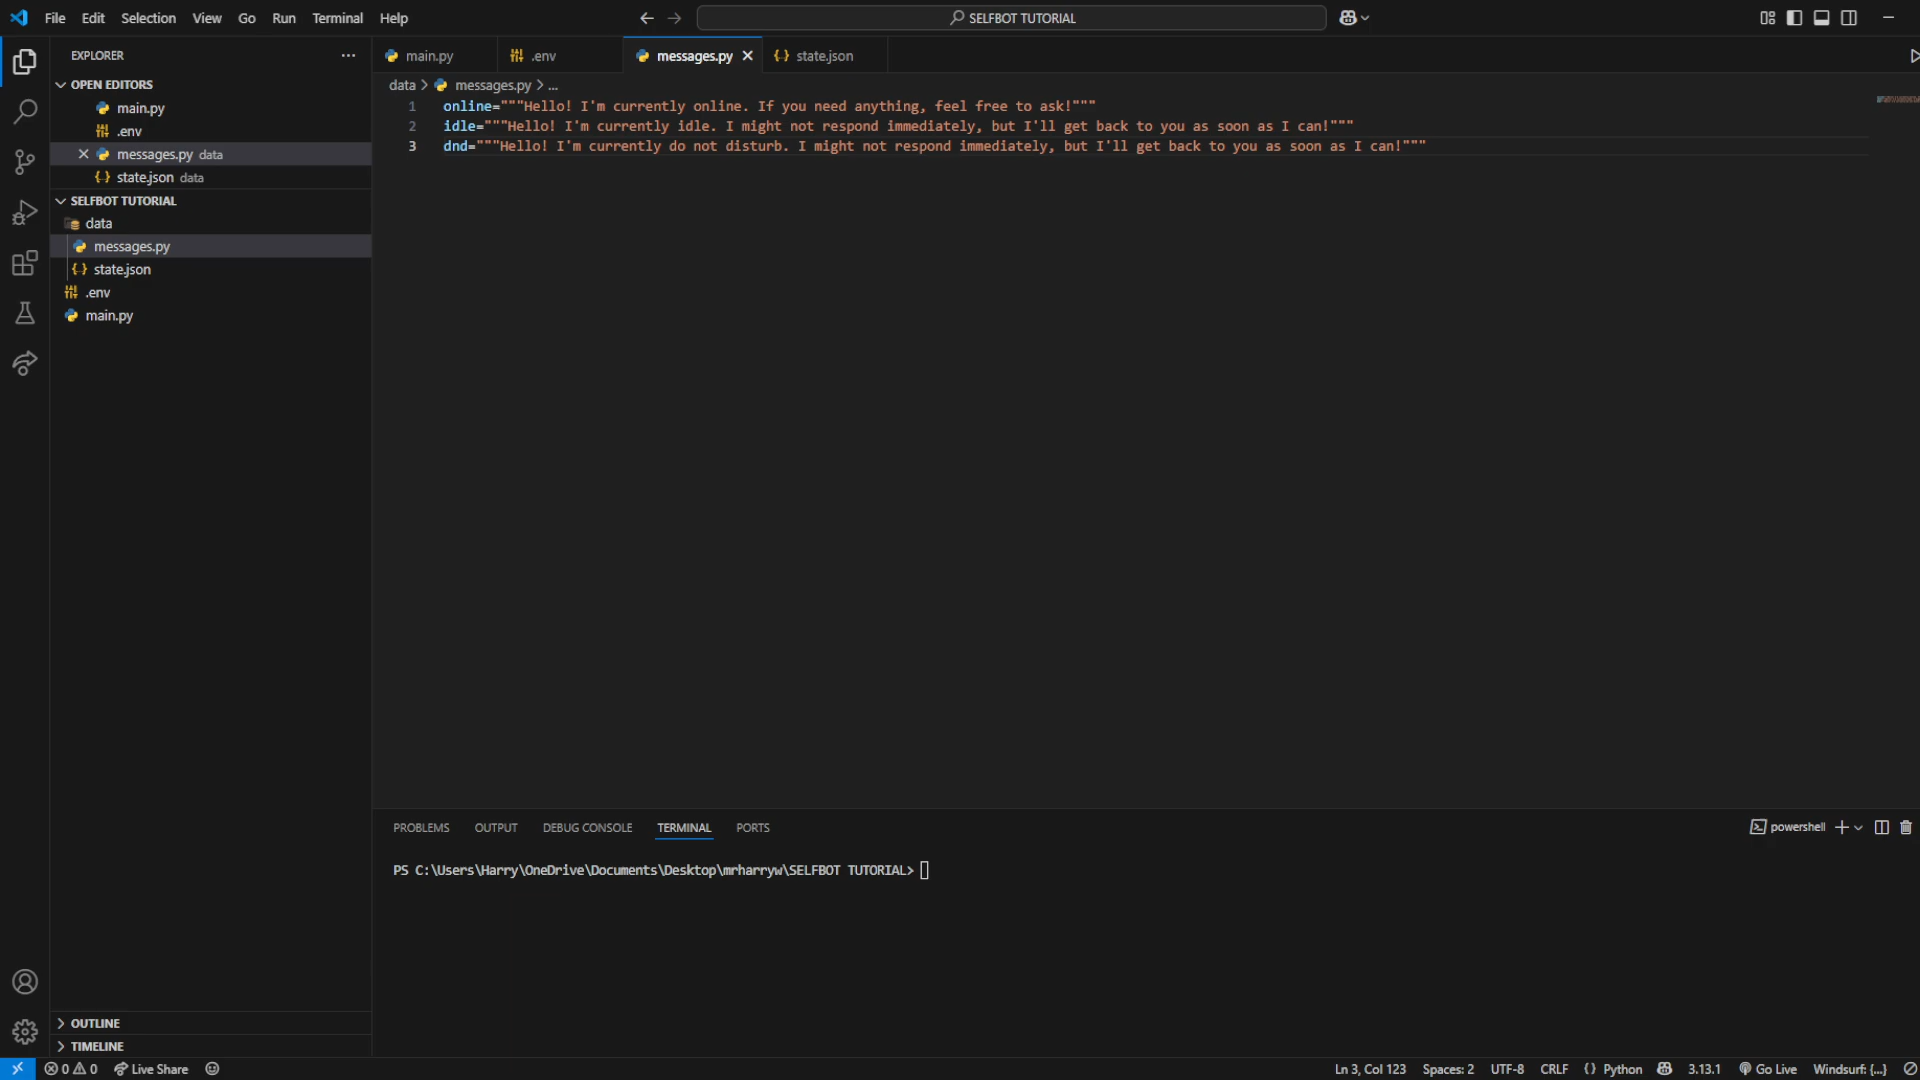 File Edit Selection View Go Run Terminal Help
SELFBOT TUTORIAL
EXPLORER
OPEN EDITORS
main.py
.env
messages.py data
state.json data
SELFBOT TUTORIAL
data
messages.py
state.json
.env
main.py
OUTLINE
TIMELINE
main.py .env messages.py state.json
data > messages.py > ...
1 online="""Hello! I'm currently online. If you need anything, feel free to ask!"""
2 idle="""Hello! I'm currently idle. I might not respond immediately, but I'll get back to you as soon as I can!"""
3 dnd="""Hello! I'm currently do not disturb. I might not respond immediately, but I'll get back to you as soon as I can!"""
PROBLEMS OUTPUT DEBUG CONSOLE TERMINAL PORTS
powershell
PS C:\Users\Harry\OneDrive\Documents\Desktop\mrharryw\SELFBOT TUTORIAL>
0 0 Live Share
Ln 3, Col 123 Spaces: 2 UTF-8 CRLF {} Python 3.13.1 Go Live Windsurf: {...}